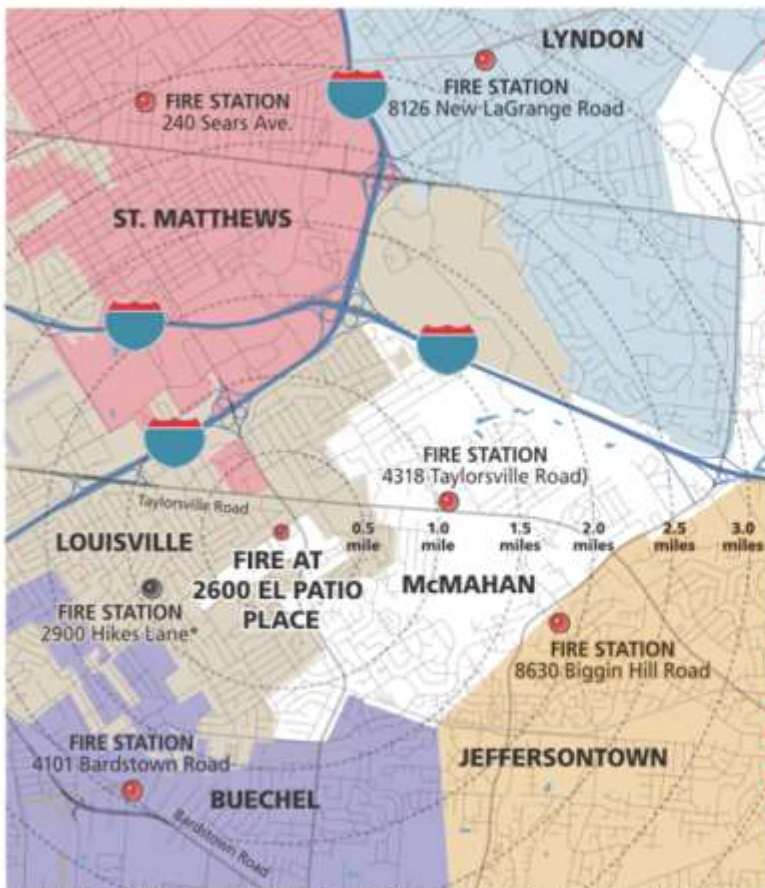 LYNDON
FIRE STATION
8126 New LaGrange Road
FIRE STATION
240 Sears Ave.
ST. MATTHEWS
FIRE STATION
4318 Taylorsville Road)
Taylorsville Road
LOUISVILLE
FIRE AT
2600 EL PATIO
PLACE
0.5
mile
1.0
mile
1.5
miles
2.0
miles
2.5
miles
3.0
miles
McMAHAN
FIRE STATION
2900 Hikes Lane*
FIRE STATION
8630 Biggin Hill Road
FIRE STATION
4101 Bardstown Road
BUECHEL
JEFFERSONTOWN
Bardstown Road